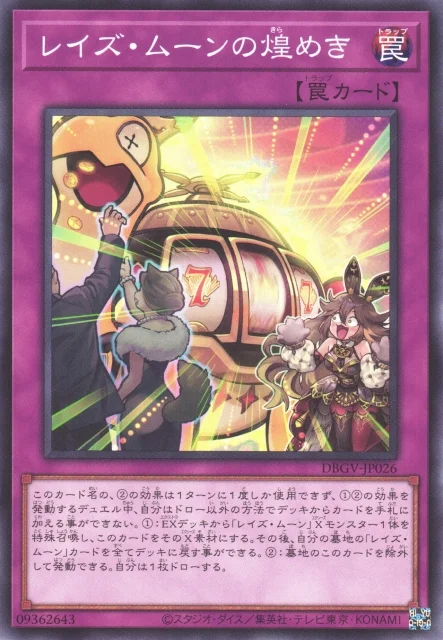 レイズ・ムーンの煌めき 罠
【罠カード】
7 7
DBGV-JP026
このカード名の、②の効果は1ターンに1度しか使用できず、①②の効果を
発動するデュエル中、自分はドロー以外の方法でデッキからカードを手札に
加える事ができない。①：EXデッキから「レイズ・ムーン」Xモンスター1体を
特殊召喚し、このカードをそのX素材にする。その後、自分の墓地の「レイズ・
ムーン」カードを全てデッキに戻す事ができる。②：墓地のこのカードを除外
して発動できる。自分は1枚ドローする。
09362643 ©スタジオ・ダイス／集英社・テレビ東京・KONAMI